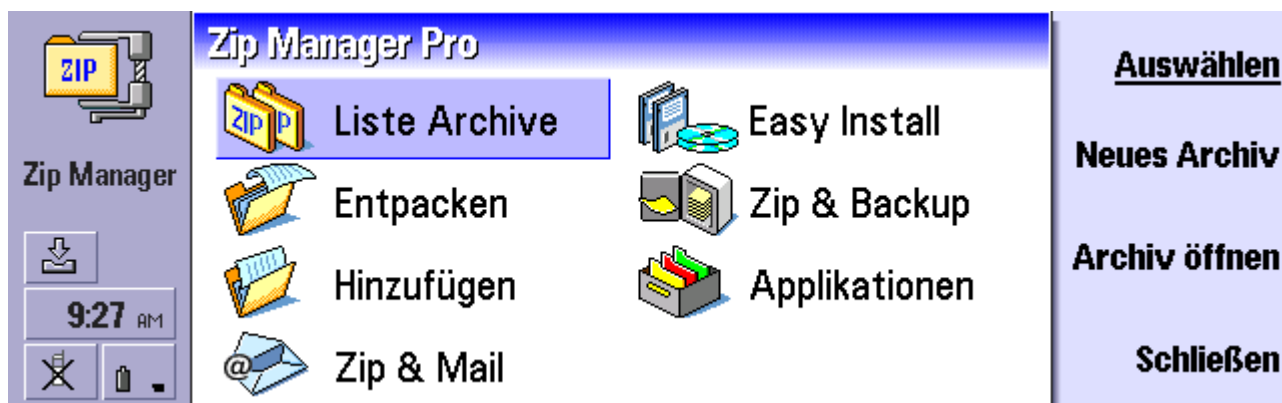 ZIP
Zip Manager
9:27 AM
Zip Manager Pro
ZIP P
Liste Archive
Entpacken
Hinzufügen
@
Zip & Mail
Easy Install
Zip & Backup
Applikationen
Auswählen
Neues Archiv
Archiv öffnen
Schließen